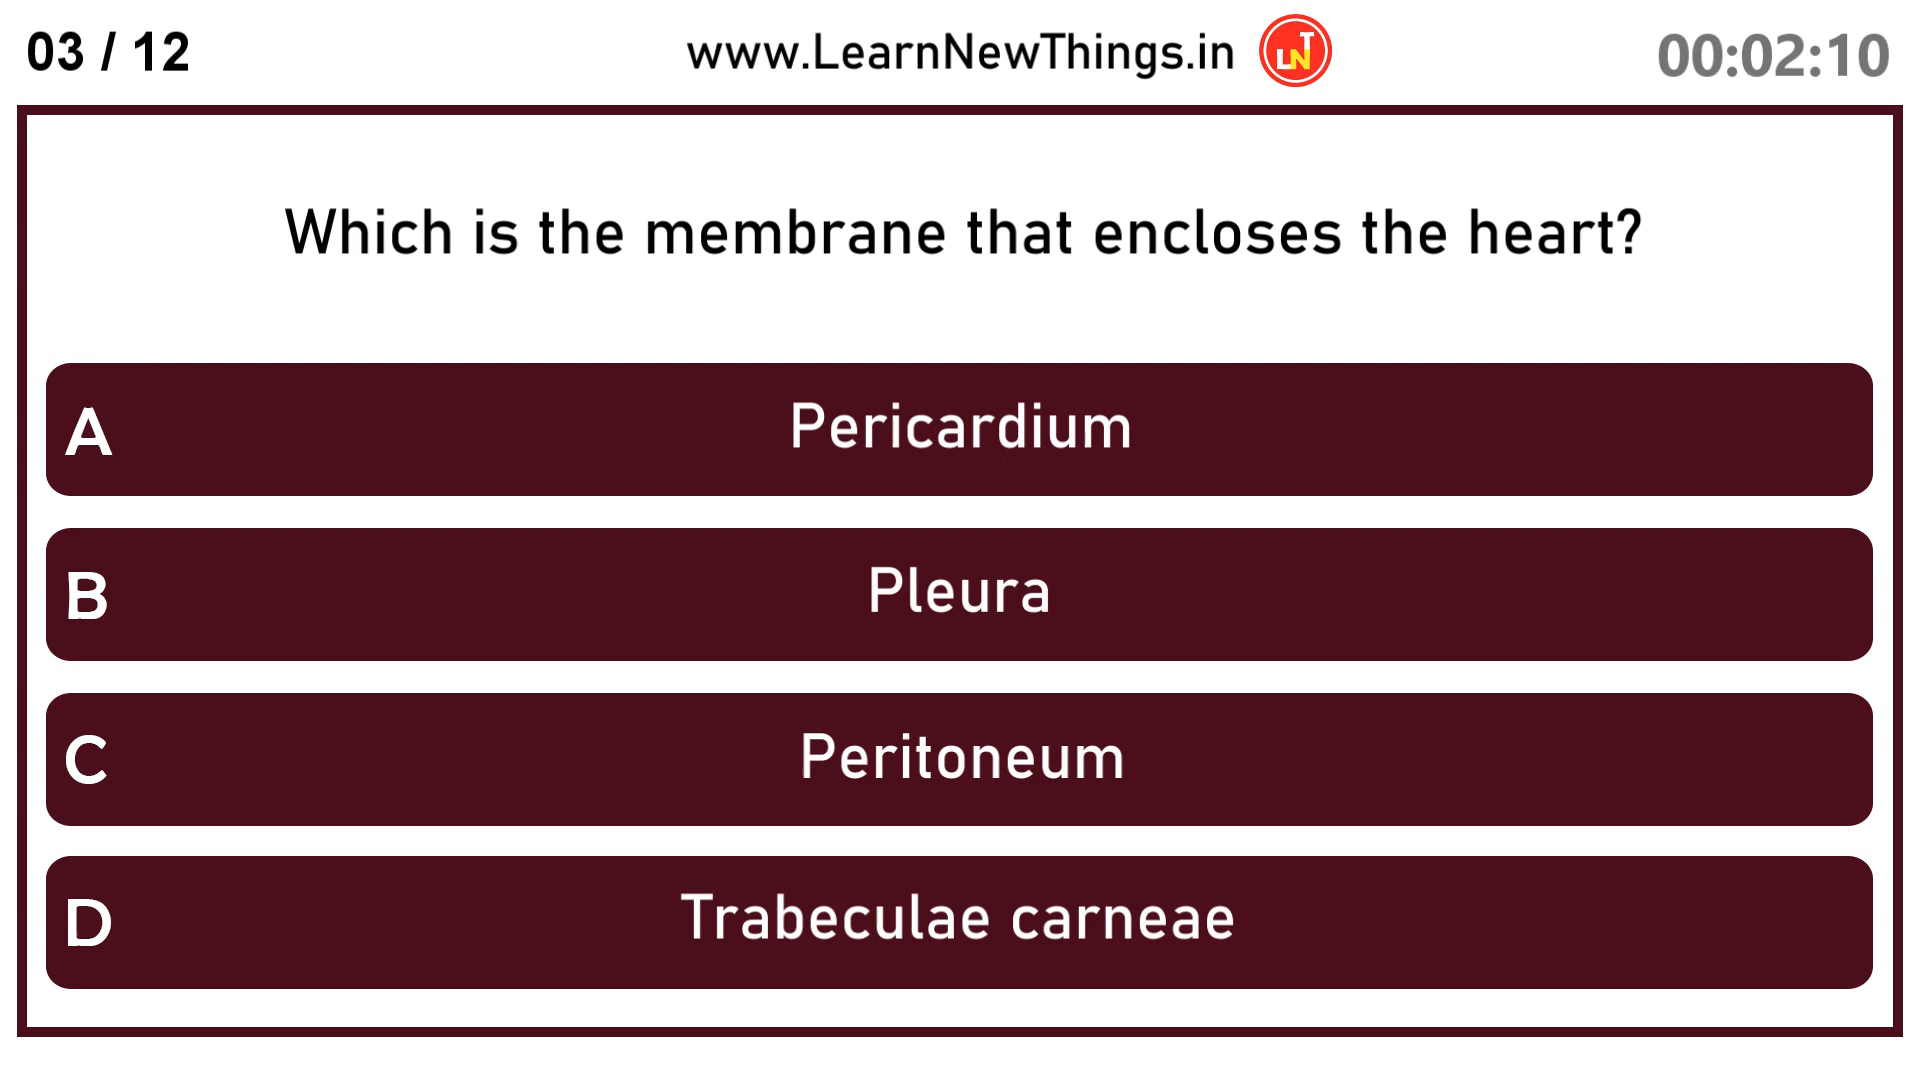 03 / 12
www.LearnNewThings.in
LNT
00:02:10
Which is the membrane that encloses the heart?
A Pericardium
B Pleura
C Peritoneum
D Trabeculae carneae